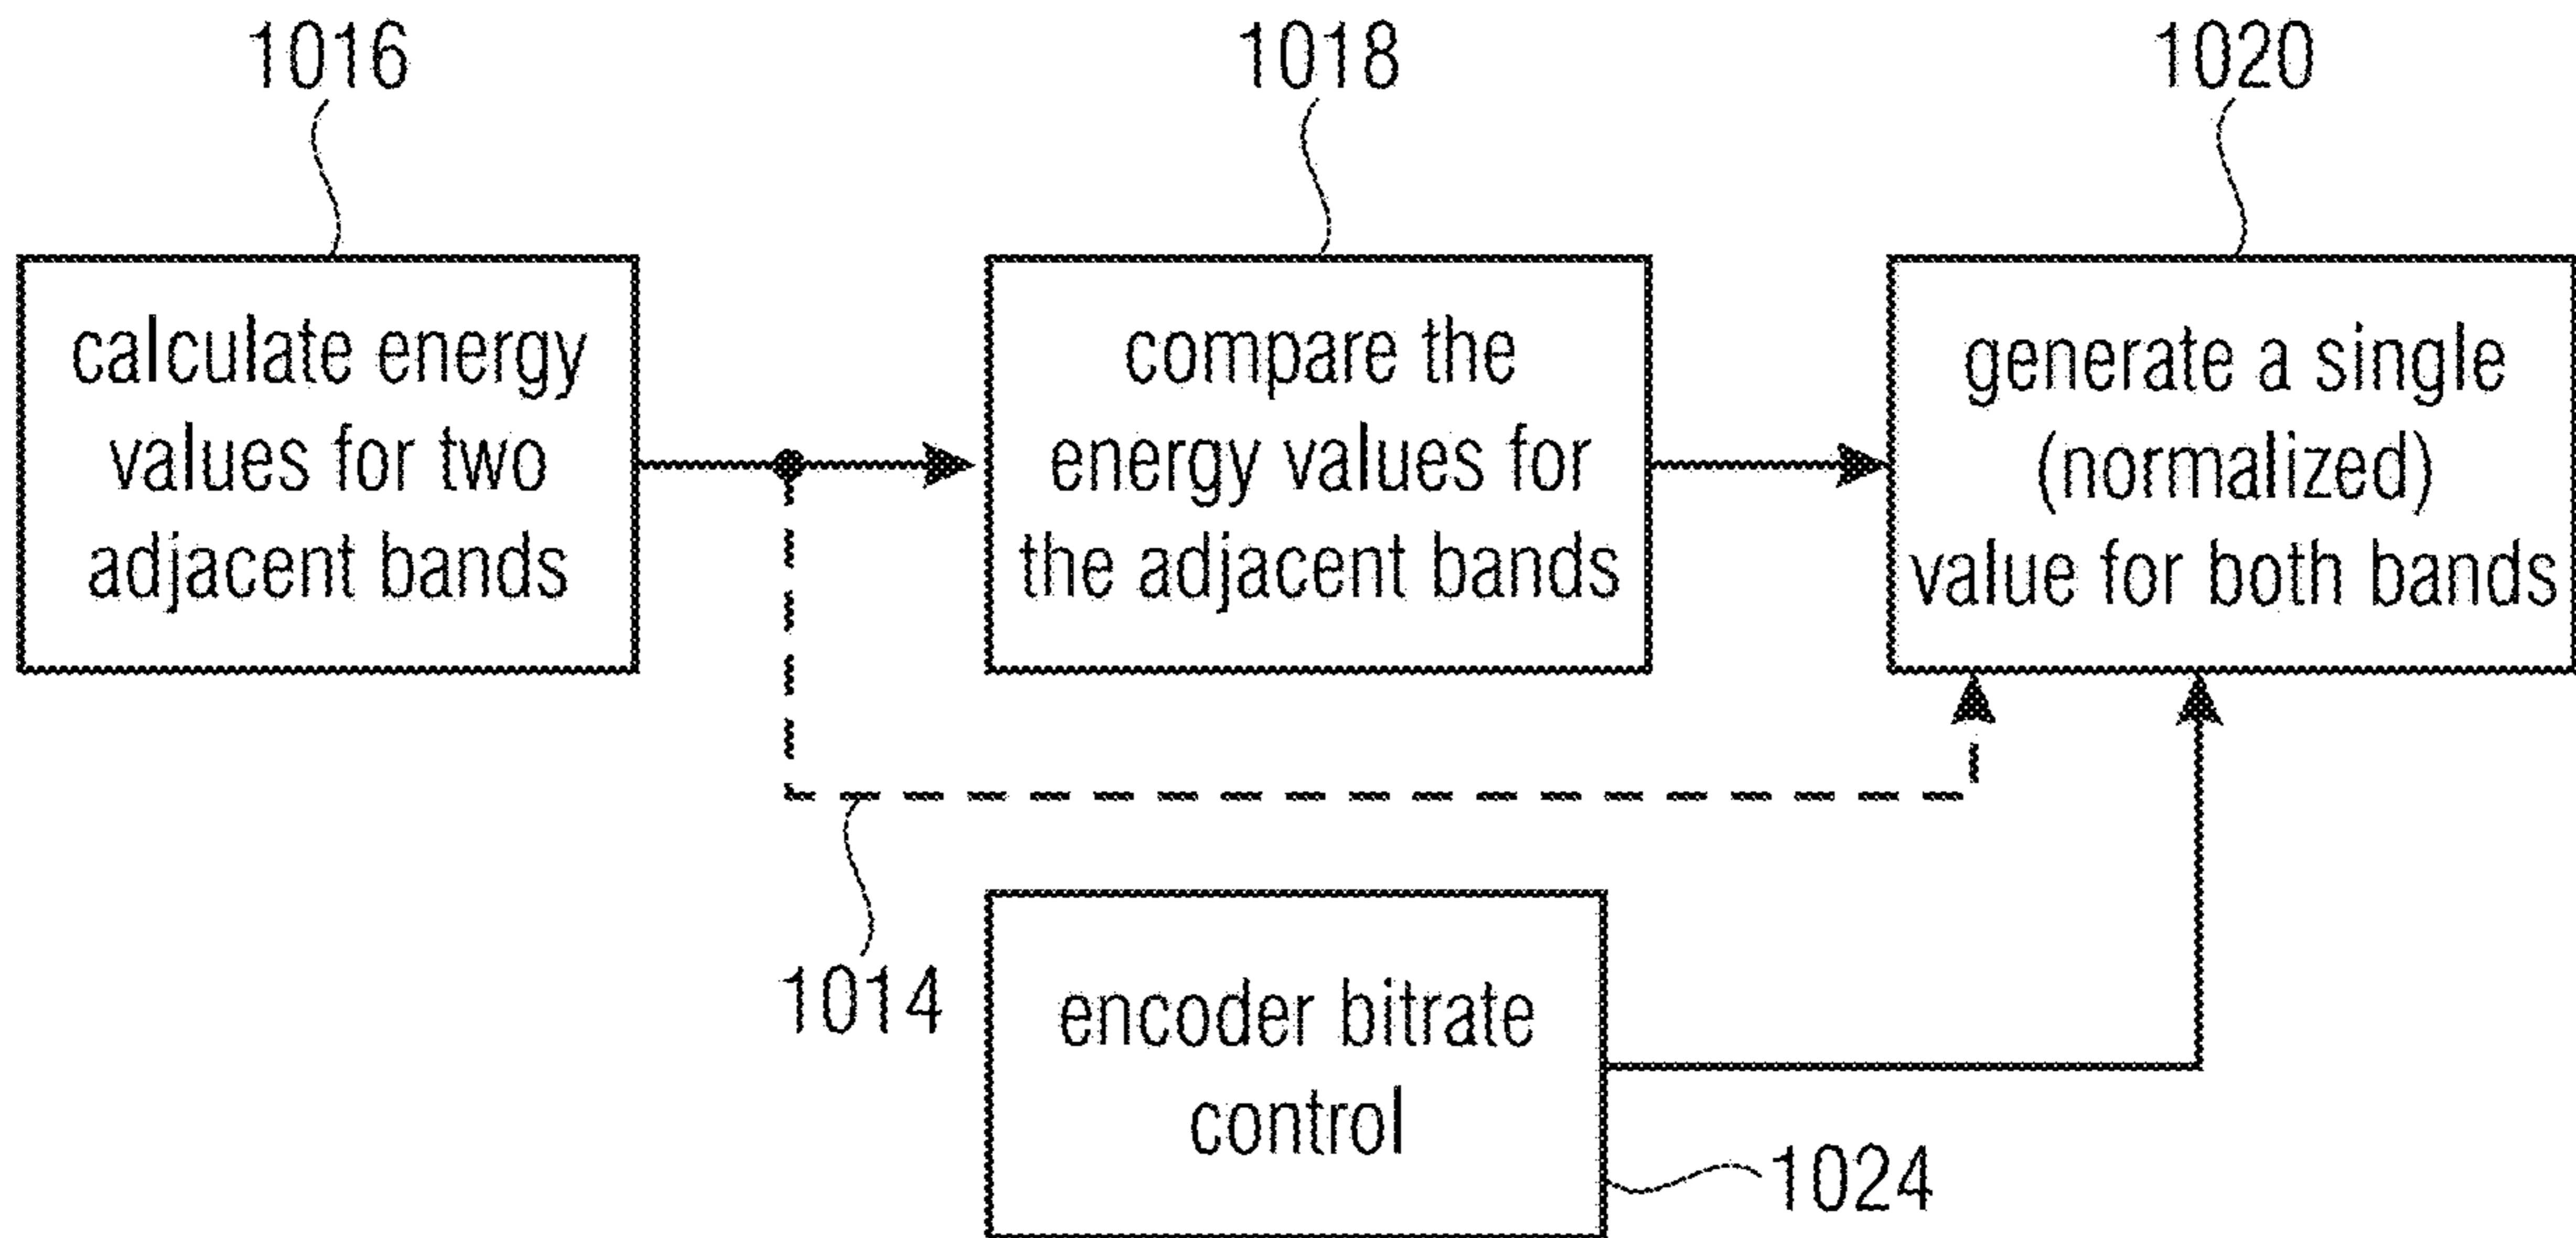 1016
1018
1020
calculate energy
values for two
adjacent bands
compare the
energy values for
the adjacent bands
generate a single
(normalized)
value for both bands
1014
encoder bitrate
control
1024